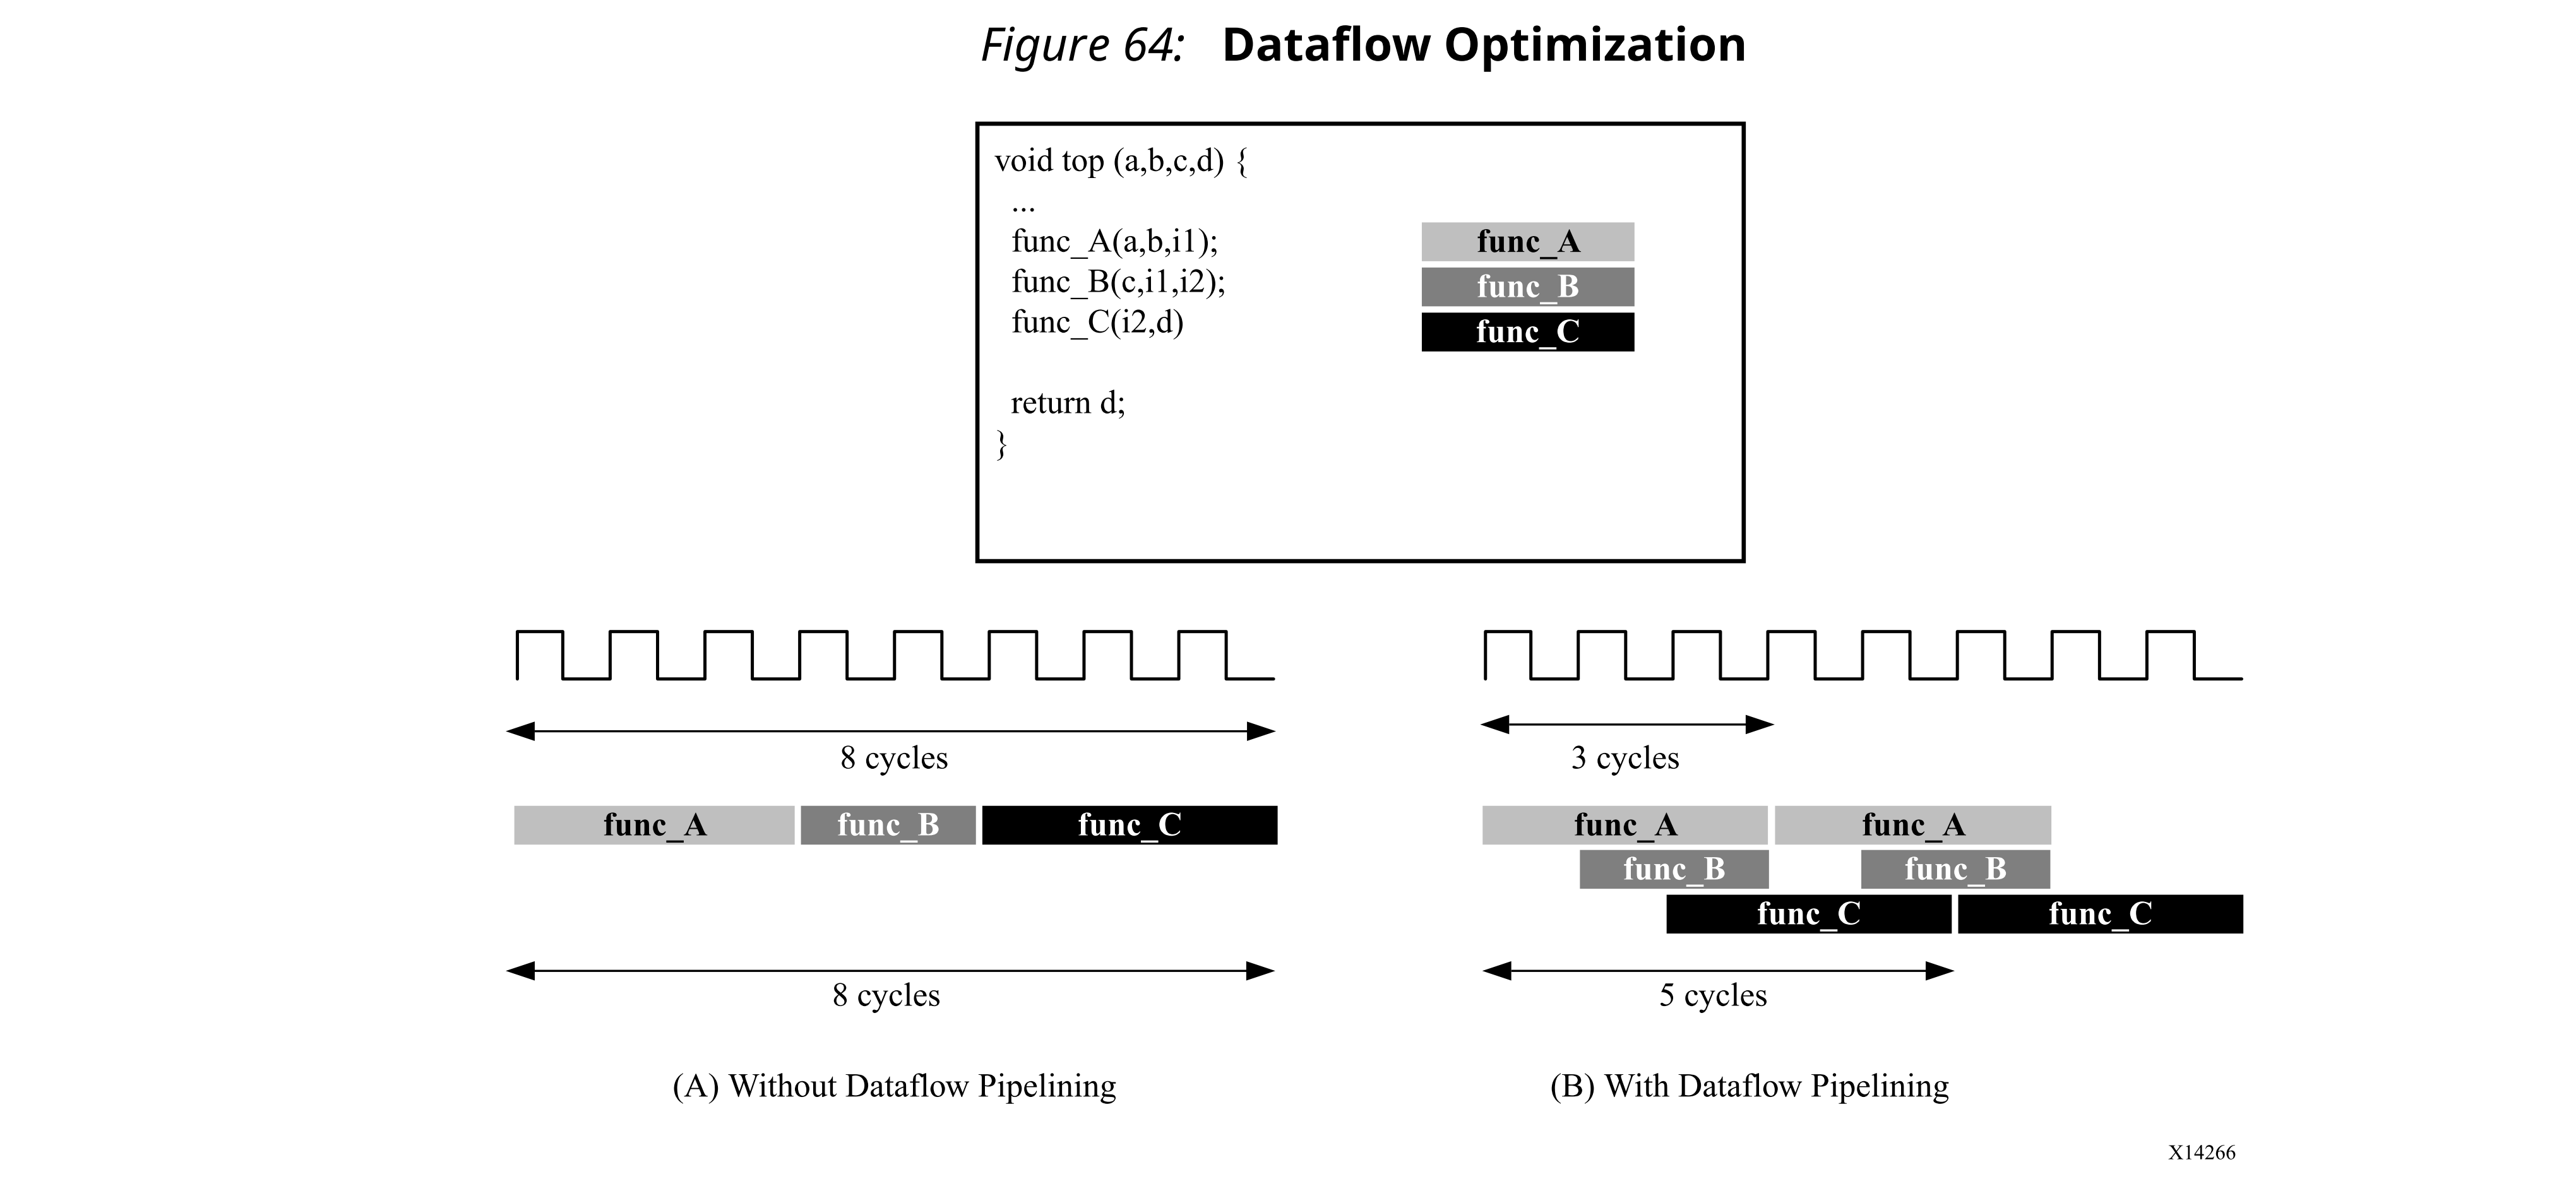 Figure 64: Dataflow Optimization
void top (a,b,c,d) {
...
func_A(a,b,i1);
func_B(c,i1,i2);
func_C(i2,d)
return d;
}
func_A
func_B
func_C
8 cycles
func_A func_B func_C
8 cycles
(A) Without Dataflow Pipelining
3 cycles
func_A func_A
func_B func_B
func_C func_C
5 cycles
(B) With Dataflow Pipelining
X14266